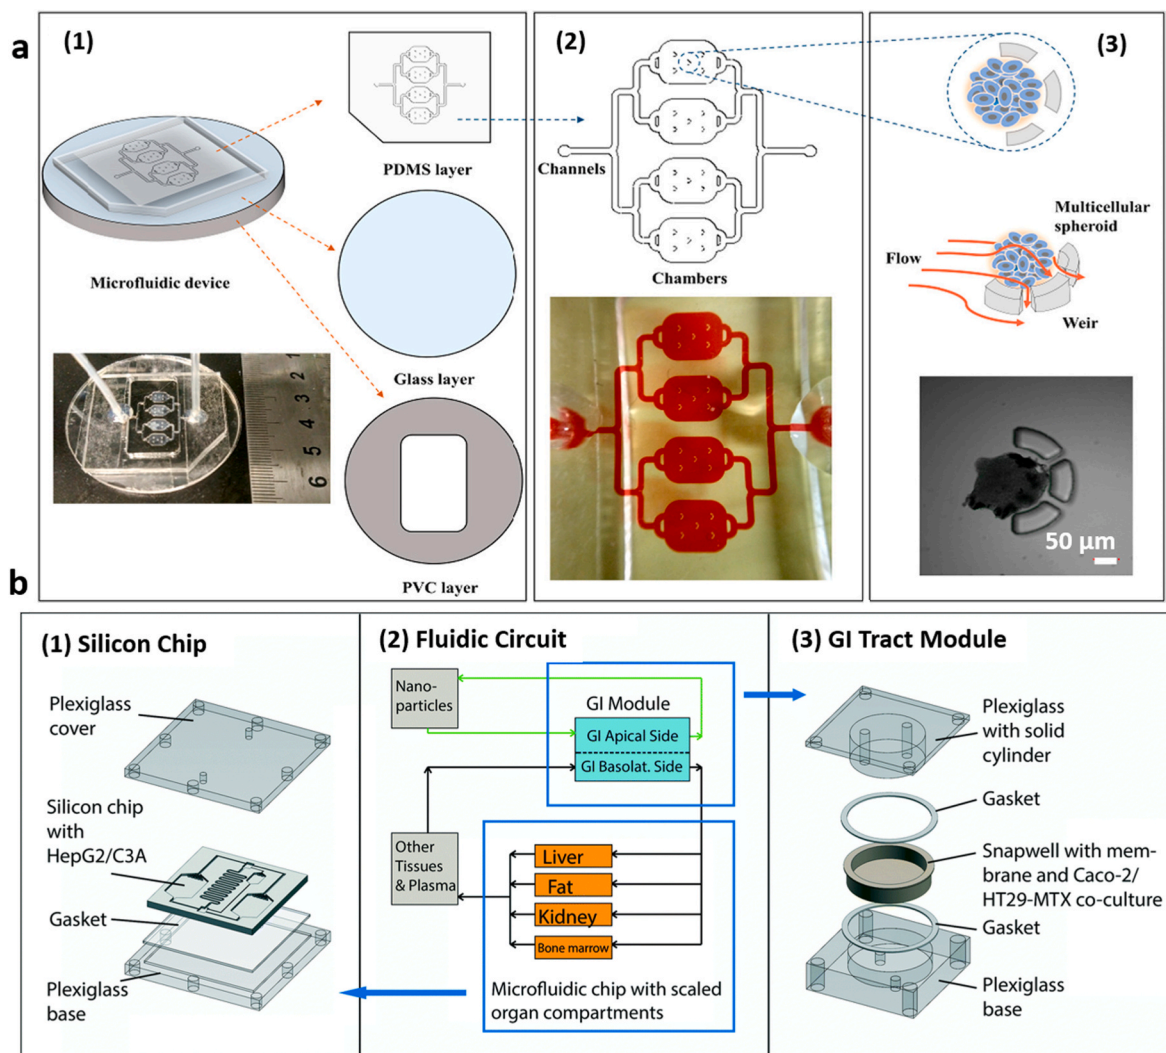 a
(1)
PDMS layer
Microfluidic device
Glass layer
1
2
3
4
5
6
PVC layer
(2)
Channels
Chambers
(3)
Multicellular
spheroid
Flow
Weir
50 µm
b
(1) Silicon Chip
Plexiglass
cover
Silicon chip
with
HepG2/C3A
Gasket
Plexiglass
base
(2) Fluidic Circuit
Nano-
particles
GI Module
GI Apical Side
GI Basolat. Side
Other
Tissues
& Plasma
Liver
Fat
Kidney
Bone marrow
Microfluidic chip with scaled
organ compartments
(3) GI Tract Module
Plexiglass
with solid
cylinder
Gasket
Snapwell with mem-
brane and Caco-2/
HT29-MTX co-culture
Gasket
Plexiglass
base